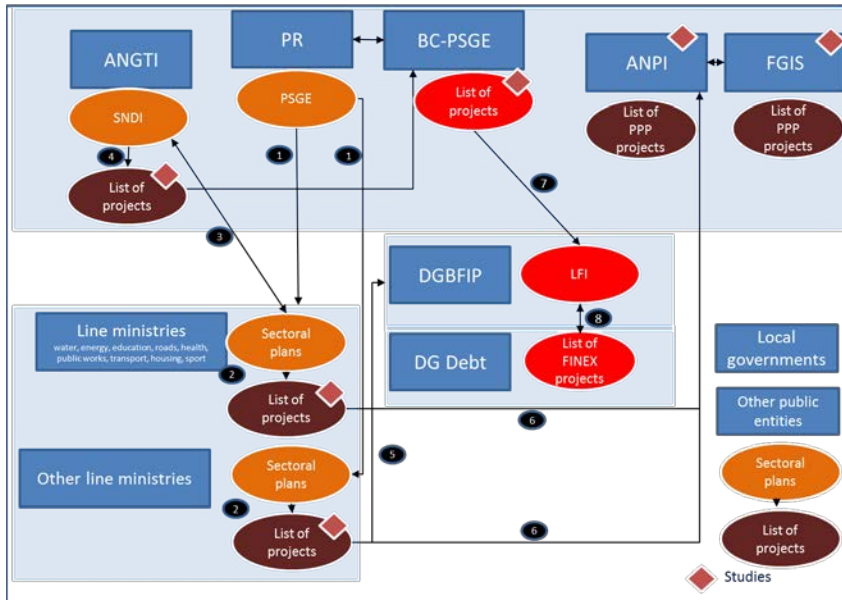 ANGTI
PR
BC-PSGE
ANPI
FGIS
SNDI
PSGE
List of
projects
List of
PPP
projects
List of
PPP
projects
4
1
1
List of
projects
7
3
DGBFIP
LFI
8
Line ministries
water, energy, education, roads, health,
public works, transport, housing, sport
Sectoral
plans
DG Debt
List of
FINEX
projects
Local
governments
2
List of
projects
6
Other public
entities
Other line ministries
Sectoral
plans
5
Sectoral
plans
2
List of
projects
6
List of
projects
Studies